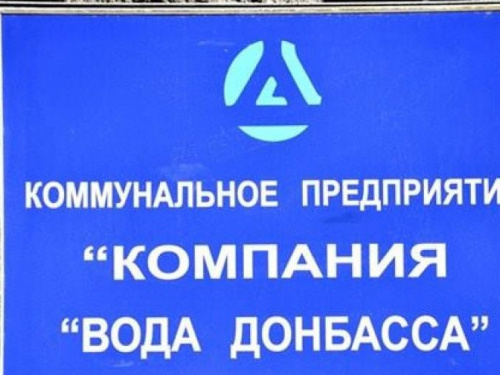 КОММУНАЛЬНОЕ ПРЕДПРИЯТИ
“КОМПАНИЯ
“ВОДА ДОНБАССА”